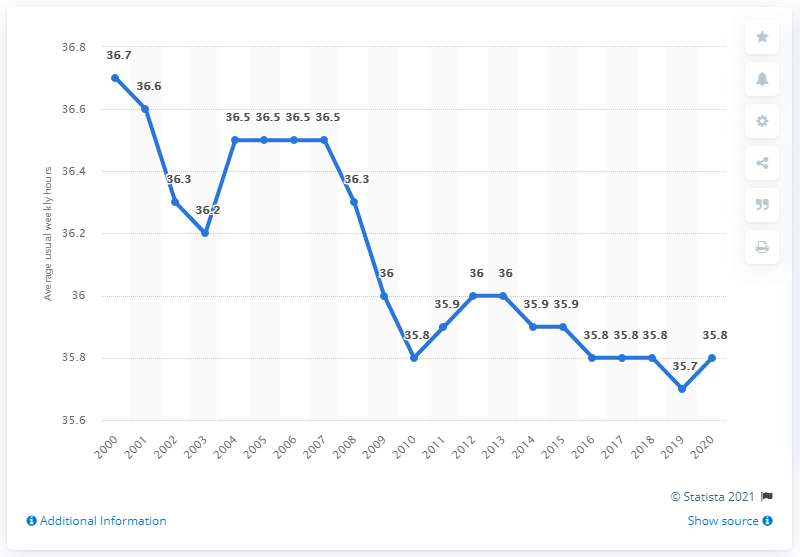 36.8
36.7
36.6
36.6
36.5 36.5 36.5 36.5
36.4
36.3
36.3
36.2
36.2
36
36
36 36
35.9
35.9 35.9
35.8
35.8
35.8 35.8 35.8
35.7
35.8
35.6
Average usual weekly hours
2000 2001 2002 2003 2004 2005 2006 2007 2008 2009 2010 2011 2012 2013 2014 2015 2016 2017 2018 2019 2020
© Statista 2021
Additional Information
Show source